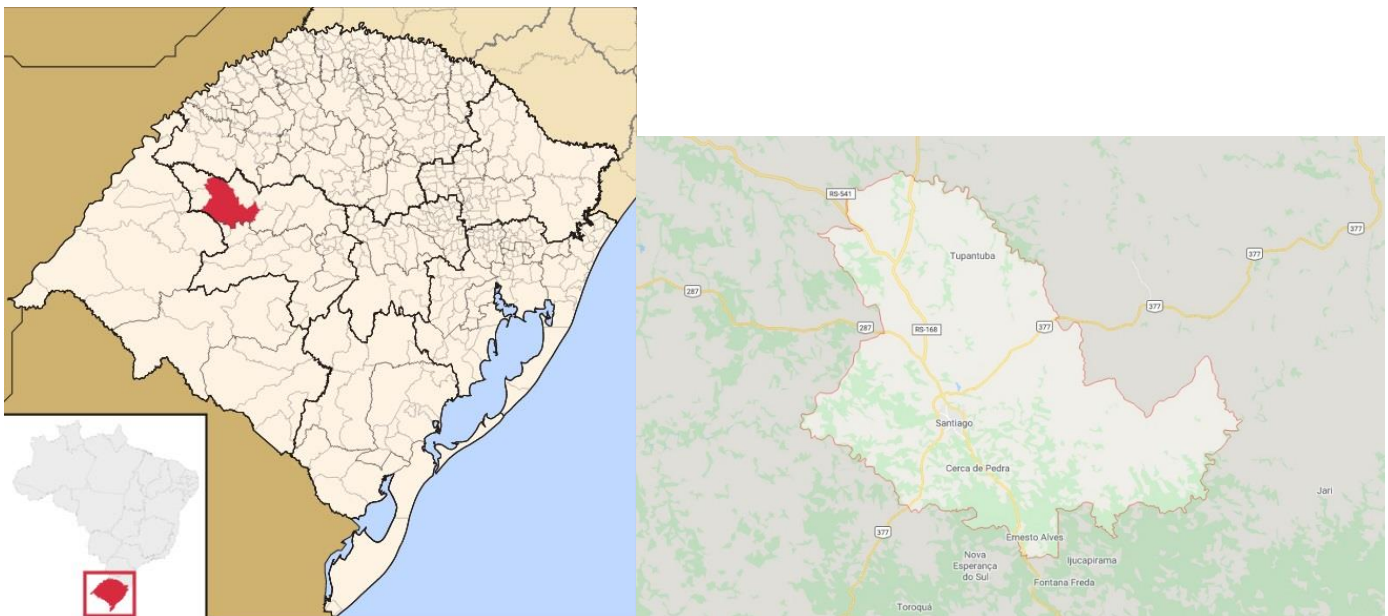 RS-541
377
Tupantuba
377
287
377
287
RS-168
377
Santiago
Cerca de Pedra
Jari
377
Ernesto Alves
Nova
Esperança
do Sul
Ijucapirama
Fontana Freda
Toroquá